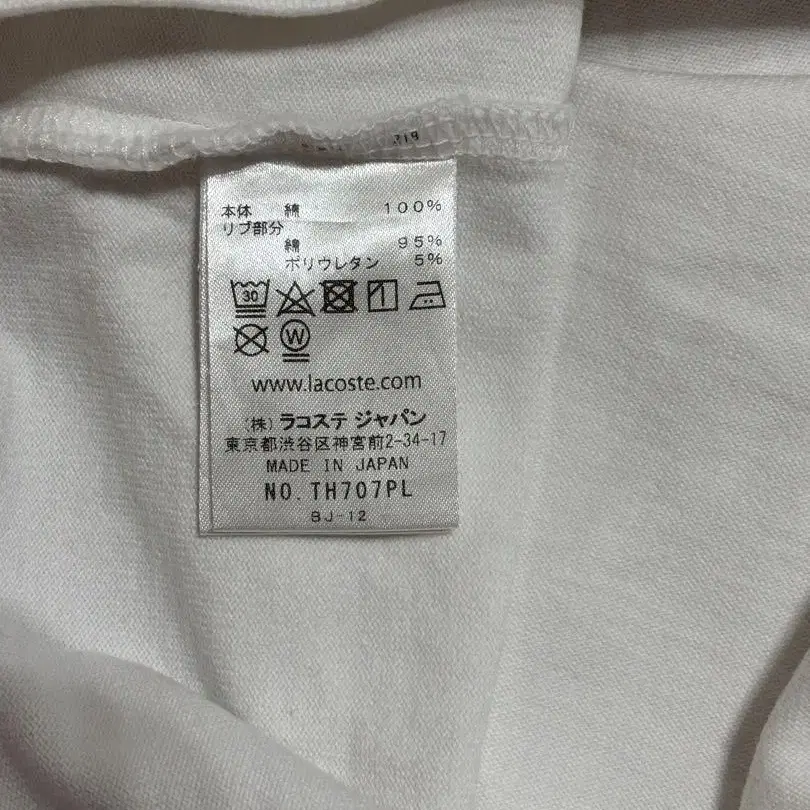 本体 綿 100%
リブ部分
綿 95%
ポリウレタン 5%
30
W
www.lacoste.com
(株) ラコステ ジャパン
東京都渋谷区神宮前2-34-17
MADE IN JAPAN
NO. TH707PL
BJ-12